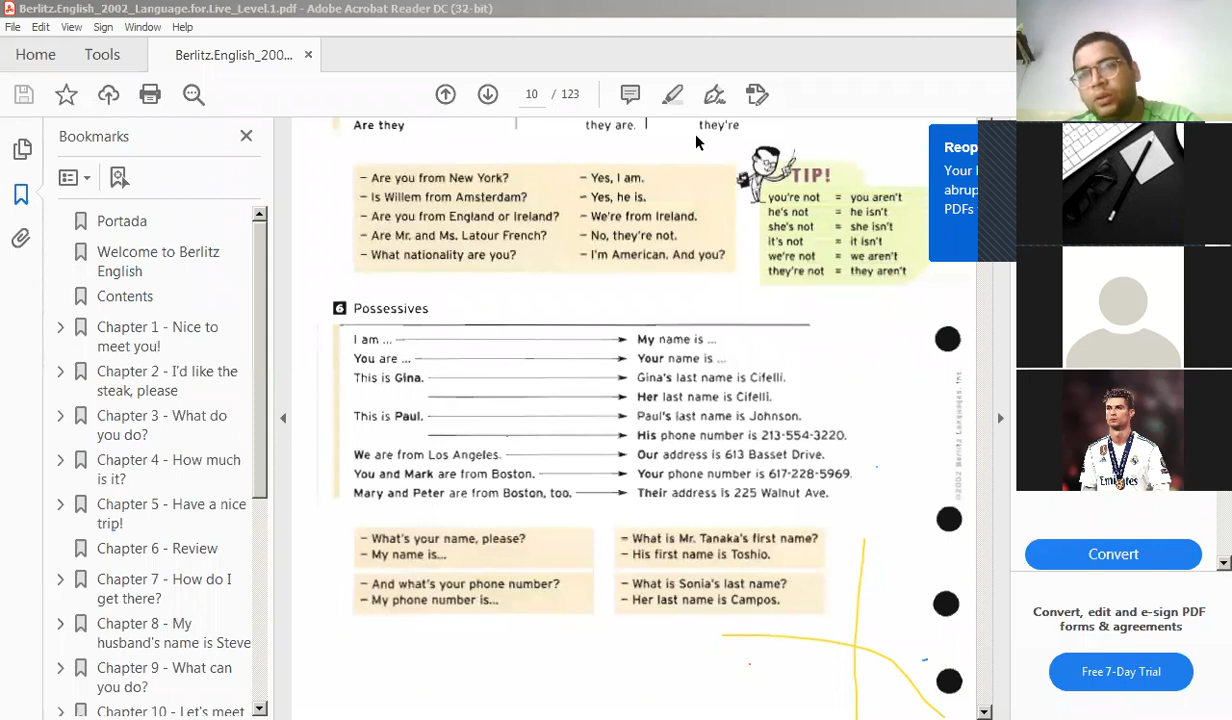 Berlitz.English_2002_Language.for.Live_Level.1.pdf - Adobe Acrobat Reader DC (32-bit)
File Edit View Sign Window Help
Home Tools Berlitz.English_200... ×
10 / 123
Bookmarks
Portada
Welcome to Berlitz
English
Contents
Chapter 1 - Nice to
meet you!
Chapter 2 - I'd like the
steak, please
Chapter 3 - What do
you do?
Chapter 4 - How much
is it?
Chapter 5 - Have a nice
trip!
Chapter 6 - Review
Chapter 7 - How do I
get there?
Chapter 8 - My
husband's name is Steve
Chapter 9 - What can
you do?
Chapter 10 - Let's meet
Are they they are. they're
– Are you from New York? – Yes, I am.
– Is Willem from Amsterdam? – Yes, he is.
– Are you from England or Ireland? – We're from Ireland.
– Are Mr. and Ms. Latour French? – No, they're not.
– What nationality are you? – I'm American. And you?
TIP!
you're not = you aren't
he's not = he isn't
she's not = she isn't
it's not = it isn't
we're not = we aren't
they're not = they aren't
Reop
Your
abrup
PDFs
6 Possessives
I am ... My name is ...
You are ... Your name is ...
This is Gina. Gina's last name is Cifelli.
Her last name is Cifelli.
This is Paul. Paul's last name is Johnson.
His phone number is 213-554-3220.
We are from Los Angeles. Our address is 613 Basset Drive.
You and Mark are from Boston. Your phone number is 617-228-5969.
Mary and Peter are from Boston, too. Their address is 225 Walnut Ave.
– What's your name, please?
– My name is...
– And what's your phone number?
– My phone number is...
– What is Mr. Tanaka's first name?
– His first name is Toshio.
– What is Sonia's last name?
– Her last name is Campos.
©2002 Berlitz Languages, Inc
Emirates
Convert
Convert, edit and e-sign PDF
forms & agreements
Free 7-Day Trial